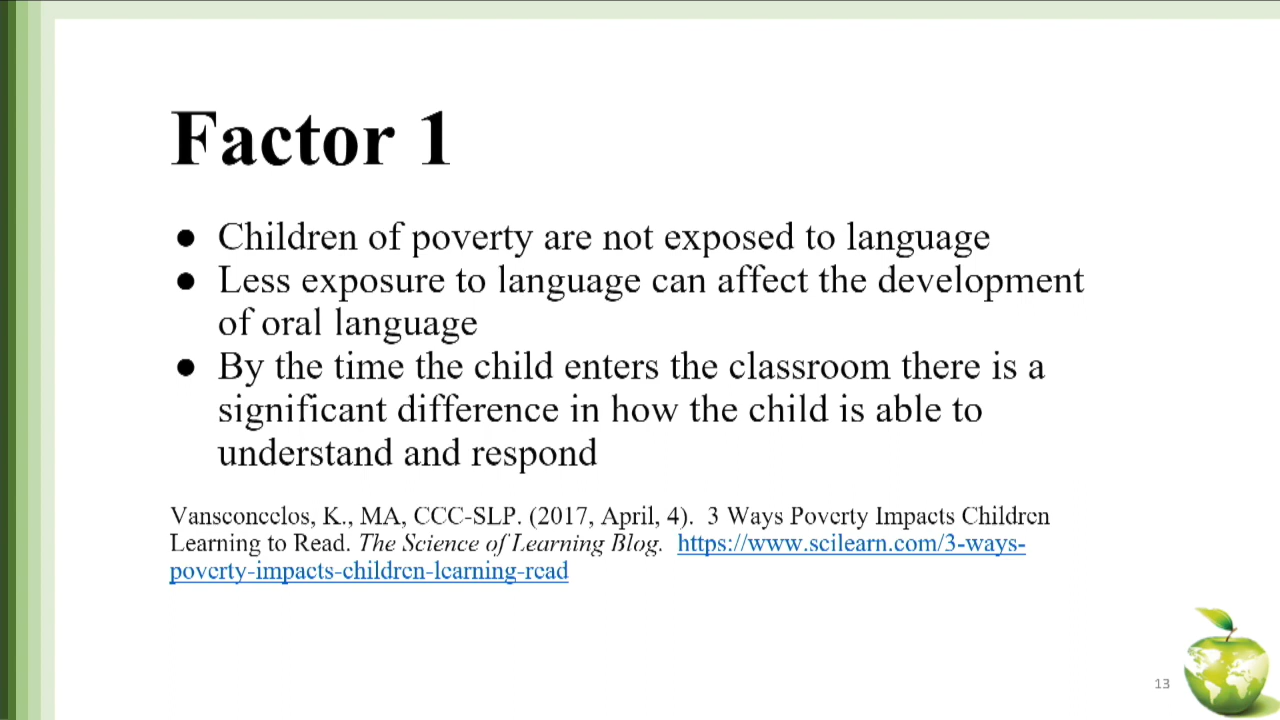 Factor 1
● Children of poverty are not exposed to language
● Less exposure to language can affect the development
of oral language
● By the time the child enters the classroom there is a
significant difference in how the child is able to
understand and respond
Vansconcelos, K., MA, CCC-SLP. (2017, April, 4). 3 Ways Poverty Impacts Children
Learning to Read. The Science of Learning Blog. https://www.scilearn.com/3-ways-
poverty-impacts-children-learning-read
13